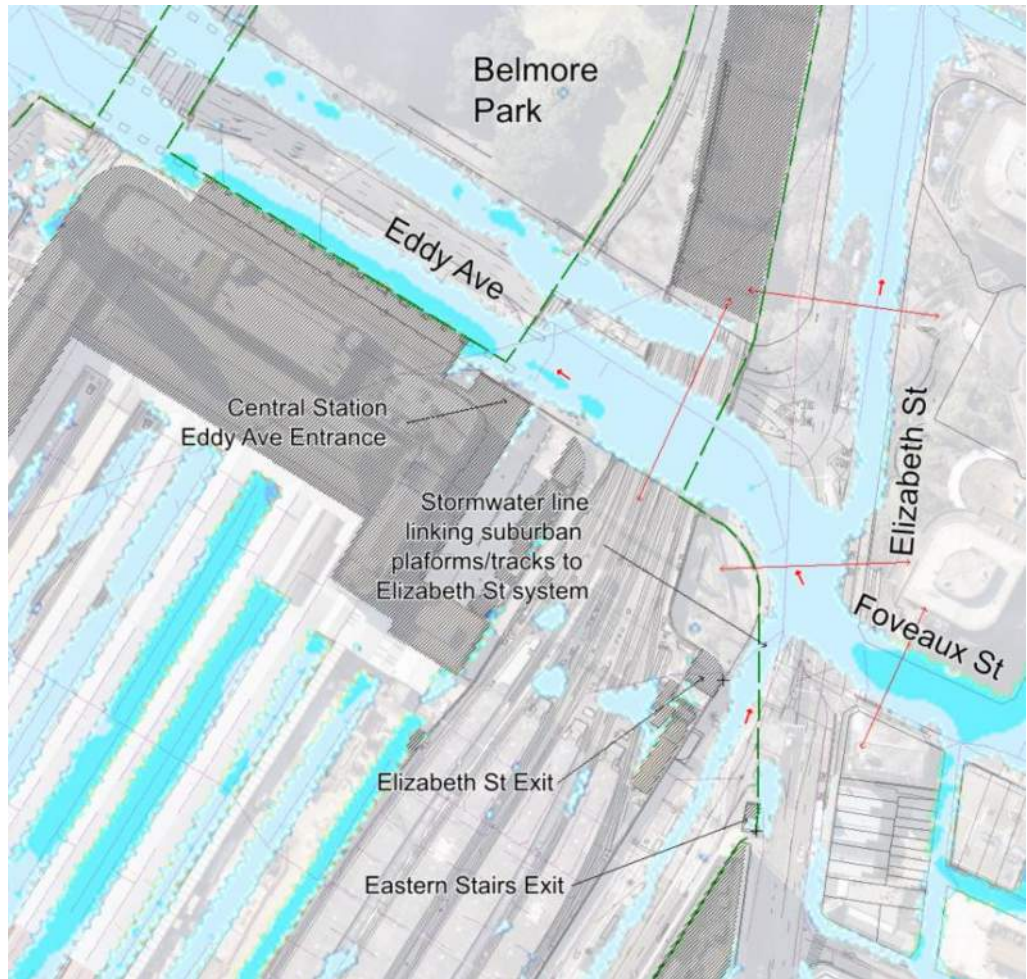 Belmore
Park
Eddy Ave
Central Station
Eddy Ave Entrance
Elizabeth St
Stormwater line
linking suburban
plaforms/tracks to
Elizabeth St system
Foveaux St
Elizabeth St Exit
Eastern Stairs Exit